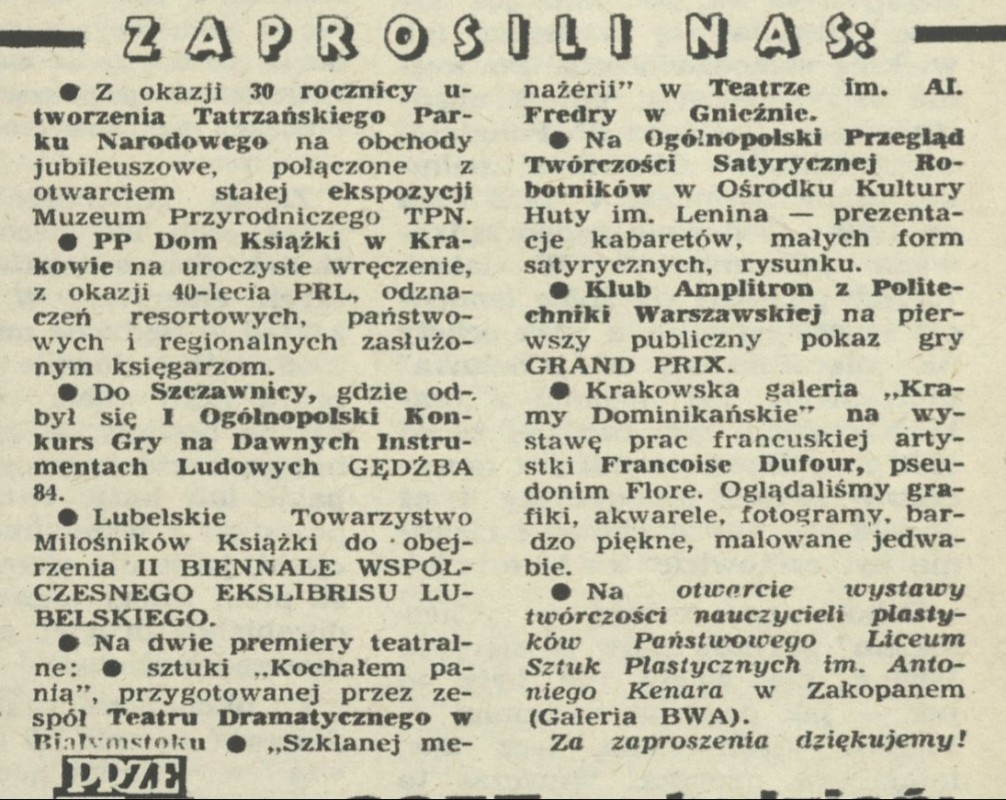 ZAPROSILI NAS:
● Z okazji 30 rocznicy u-
tworzenia Tatrzańskiego Par-
ku Narodowego na obchody
jubileuszowe, połączone z
otwarciem stałej ekspozycji
Muzeum Przyrodniczego TPN.
● PP Dom Książki w Kra-
kowie na uroczyste wręczenie,
z okazji 40-lecia PRL, odzna-
czeń resortowych, państwo-
wych i regionalnych zasłużo-
nym księgarzom.
● Do Szczawnicy, gdzie od-
był się I Ogólnopolski Kon-
kurs Gry na Dawnych Instru-
mentach Ludowych GĘDŹBA
84.
● Lubelskie Towarzystwo
Miłośników Książki do obej-
rzenia II BIENNALE WSPÓŁ-
CZESNEGO EKSLIBRISU LU-
BELSKIEGO.
● Na dwie premiery teatral-
ne: ● sztuki „Kochałem pa-
nią”, przygotowanej przez ze-
spół Teatru Dramatycznego w
Białymstoku ● „Szklanej me-
nażerii” w Teatrze im. Al.
Fredry w Gnieźnie.
● Na Ogólnopolski Przegląd
Twórczości Satyrycznej Ro-
botników w Ośrodku Kultury
Huty im. Lenina — prezenta-
cje kabaretów, małych form
satyrycznych, rysunku.
● Klub Amplitron z Polite-
chniki Warszawskiej na pier-
wszy publiczny pokaz gry
GRAND PRIX.
● Krakowska galeria „Kra-
my Dominikańskie” na wy-
stawę prac francuskiej arty-
stki Francoise Dufour, pseu-
donim Flore. Oglądaliśmy gra-
fiki, akwarele, fotogramy, bar-
dzo piękne, malowane jedwa-
bie.
● Na otwarcie wystawy
twórczości nauczycieli plasty-
ków Państwowego Liceum
Sztuk Plastycznych im. Anto-
niego Kenara w Zakopanem
(Galeria BWA).
Za zaproszenia dziękujemy!
PRZE